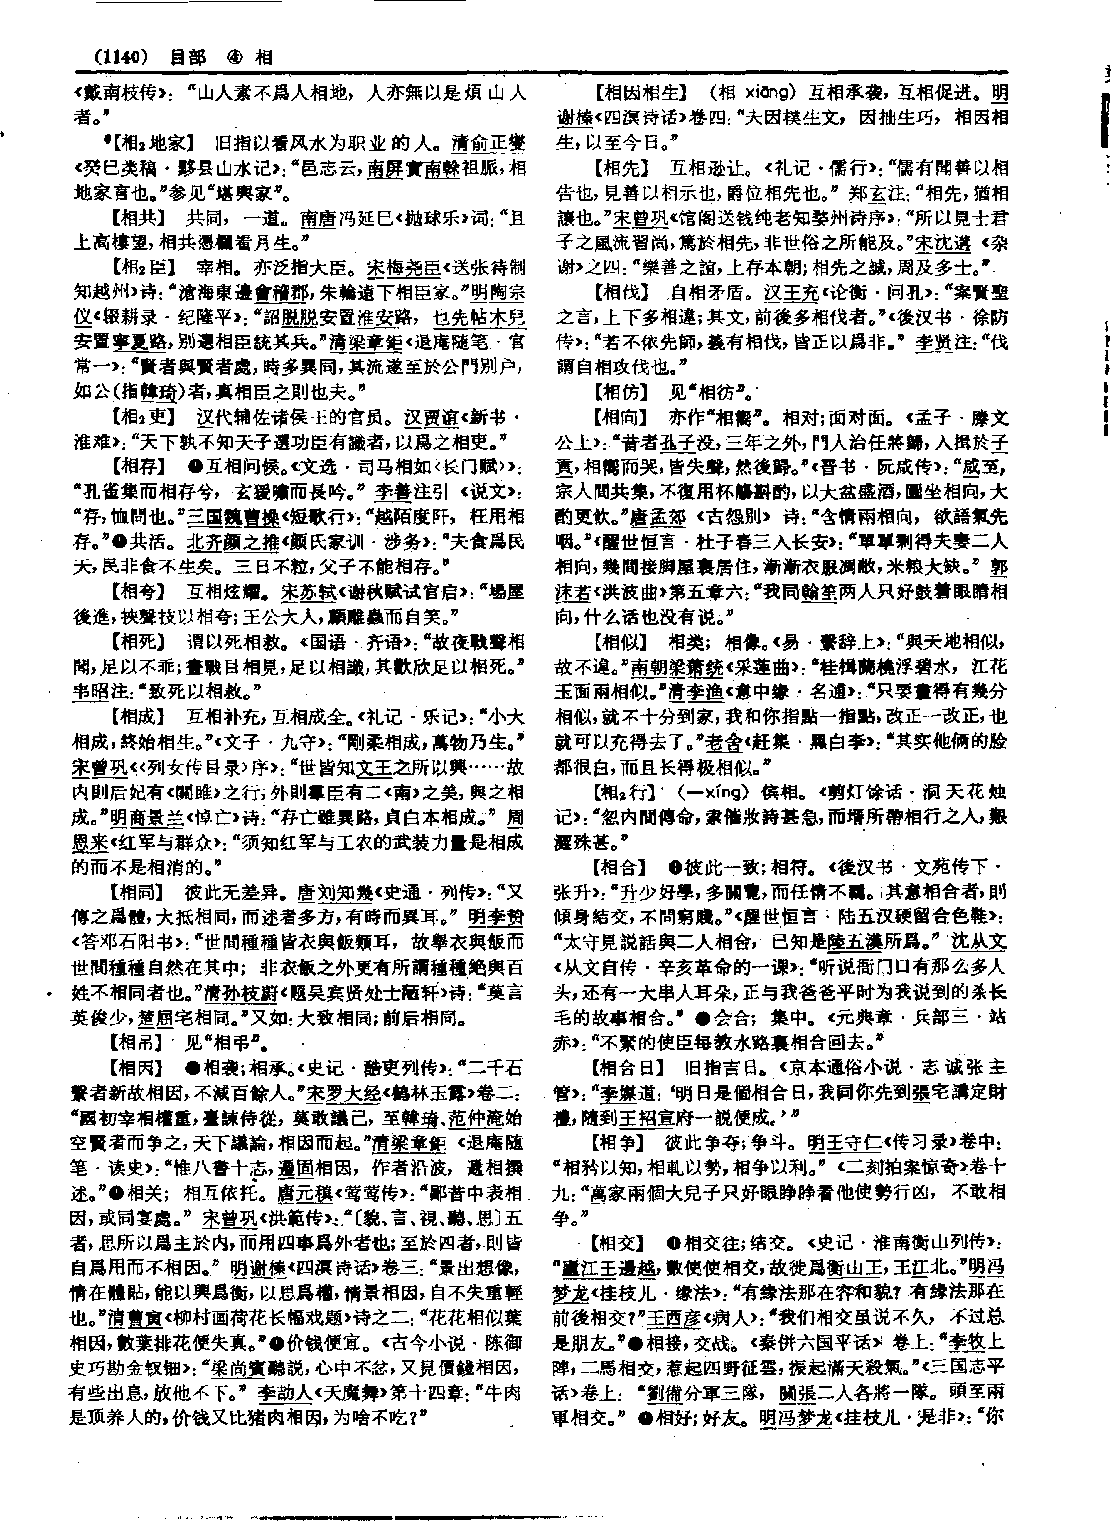 (1140) 目部 ④ 相
《戴南枝传》：“山人素不爲人相地，人亦無以是煩山人
者。”
*【相₂地家】 旧指以看风水为职业的人。清俞正燮
《癸巳类稿·黟县山水记》：“邑志云，南屏實南榦祖脈，相
地家言也。”参见“堪舆家”。
【相共】 共同，一道。南唐冯延巳《抛球乐》词：“且
上高樓望，相共憑欄看月生。”
【相₂臣】 宰相。亦泛指大臣。宋梅尧臣《送张待制
知越州》诗：“滄海東邊會稽郡，朱輪遠下相臣家。”明陶宗
仪《辍耕录·纪隆平》：“詔脱脱安置淮安路，也先帖木兒
安置寧夏路，别選相臣統其兵。”清梁章鉅《退庵随笔·官
常一》：“賢者與賢者處，時多異同，其流遂至於公門别户，
如公(指韓琦)者，真相臣之則也夫。”
【相₂吏】 汉代辅佐诸侯王的官员。汉贾谊《新书·
淮难》：“天下孰不知天子選功臣有識者，以爲之相吏。”
【相存】 ❶互相问候。《文选·司马相如〈长门赋〉》：
“孔雀集而相存兮，玄猨嘯而長吟。”李善注引《说文》：
“存，恤問也。”三国魏曹操《短歌行》：“越陌度阡，枉用相
存。”❷共活。北齐颜之推《颜氏家训·涉务》：“夫食爲民
天，民非食不生矣。三日不粒，父子不能相存。”
【相夸】 互相炫耀。宋苏轼《谢秋赋试官启》：“場屋
後進，挾聲技以相夸；王公大人，顧雕蟲而自笑。”
【相死】 谓以死相救。《国语·齐语》：“故夜戰聲相
聞，足以不乖；晝戰目相見，足以相識，其歡欣足以相死。”
韦昭注：“致死以相救。”
【相成】 互相补充，互相成全。《礼记·乐记》：“小大
相成，終始相生。”《文子·九守》：“剛柔相成，萬物乃生。”
宋曾巩《〈列女传目录〉序》：“世皆知文王之所以興……故
内則后妃有《關雎》之行；外則羣臣有二《南》之美，與之相
成。”明商景兰《悼亡》诗：“存亡雖異路，貞白本相成。”周
恩来《红军与群众》：“须知红军与工农的武装力量是相成
的而不是相消的。”
【相同】 彼此无差异。唐刘知幾《史通·列传》：“又
傳之爲體，大抵相同，而述者多方，有時而異耳。”明李贽
《答邓石阳书》：“世間種種皆衣與飯類耳，故舉衣與飯而
世間種種自然在其中；非衣飯之外更有所謂種種絶與百
姓不相同者也。”清孙枝蔚《题吴宾贤处士陋轩》诗：“莫言
英俊少，楚屈宅相同。”又如：大致相同；前后相同。
【相吊】 见“相弔”。
【相因】 ❶相袭；相承。《史记·酷吏列传》：“二千石
繫者新故相因，不減百餘人。”宋罗大经《鹤林玉露》卷二：
“國初宰相權重，臺諫侍從，莫敢議己，至韓琦、范仲淹始
空賢者而争之，天下議論，相因而起。”清梁章鉅《退庵随
笔·读史》：“惟八書十志，遷固相因，作者沿波，遞相撰
述。”❷相关；相互依托。唐元稹《莺莺传》：“鄙昔中表相
因，或同宴處。”宋曾巩《洪範传》：“〔貌、言、視、聽、思〕五
者，思所以爲主於内，而用四事爲外者也；至於四者，則皆
自爲用而不相因。”明谢榛《四溟诗话》卷三：“景出想像，
情在體貼，能以興爲衡，以思爲權，情景相因，自不失重輕
也。”清曹寅《柳村画荷花长幅戏题》诗之二：“花花相似葉
相因，數葉排花便失真。”❸价钱便宜。《古今小说·陈御
史巧勘金钗钿》：“梁尚賓聽説，心中不忿，又見價錢相因，
有些出息，放他不下。”李劼人《天魔舞》第十四章：“牛肉
是顶养人的，价钱又比猪肉相因，为啥不吃？”
【相因相生】 （相 xiāng）互相承袭，互相促进。明
谢榛《四溟诗话》卷四：“夫因樸生文，因拙生巧，相因相
生，以至今日。”
【相先】 互相逊让。《礼记·儒行》：“儒有聞善以相
告也，見善以相示也，爵位相先也。”郑玄注：“相先，猶相
讓也。”宋曾巩《馆阁送钱纯老知婺州诗序》：“所以見士君
子之風流習尚，篤於相先，非世俗之所能及。”宋沈遘《杂
谢》之四：“樂善之誼，上存本朝；相先之誠，周及多士。”
【相伐】 自相矛盾。汉王充《论衡·问孔》：“案賢聖
之言，上下多相違；其文，前後多相伐者。”《後汉书·徐防
传》：“若不依先師，義有相伐，皆正以爲非。”李贤注：“伐
謂自相攻伐也。”
【相仿】 见“相彷”。
【相向】 亦作“相嚮”。相对；面对面。《孟子·滕文
公上》：“昔者孔子没，三年之外，門人治任將歸，入揖於子
貢，相嚮而哭，皆失聲，然後歸。”《晋书·阮咸传》：“咸至，
宗人間共集，不復用杯觴斟酌，以大盆盛酒，圜坐相向，大
酌更飲。”唐孟郊《古怨别》诗：“含情兩相向，欲語氣先
咽。”《醒世恒言·杜子春三入长安》：“單單剩得夫妻二人
相向，幾間接脚屋裏居住，漸漸衣服凋敝，米粮大缺。”郭
沫若《洪波曲》第五章六：“我同翰笙两人只好鼓着眼睛相
向，什么话也没有说。”
【相似】 相类；相像。《易·繫辞上》：“與天地相似，
故不違。”南朝梁萧统《采莲曲》：“桂楫蘭橈浮碧水，江花
玉面兩相似。”清李渔《意中缘·名逋》：“只要畫得有幾分
相似，就不十分到家，我和你指點一指點，改正一改正，也
就可以充得去了。”老舍《赶集·黑白李》：“其实他俩的脸
都很白，而且长得极相似。”
【相₂行】 （—xíng）傧相。《剪灯馀话·洞天花烛
记》：“忽内間傳命，索催妝詩甚急，而壻所帶相行之人，艱
澀殊甚。”
【相合】 ❶彼此一致；相符。《後汉书·文苑传下·
张升》：“升少好學，多關覽，而任情不羈。其意相合者，則
傾身結交，不問窮賤。”《醒世恒言·陆五汉硬留合色鞋》：
“太守見説話與二人相合，已知是陸五漢所爲。”沈从文
《从文自传·辛亥革命的一课》：“听说衙门口有那么多人
头，还有一大串人耳朵，正与我爸爸平时为我说到的杀长
毛的故事相合。”❷会合；集中。《元典章·兵部三·站
赤》：“不緊的使臣每教水路裏相合回去。”
【相合日】 旧指吉日。《京本通俗小说·志诚张主
管》：“李媒道：‘明日是個相合日，我同你先到張宅講定財
禮，隨到王招宣府一説便成。’”
【相争】 彼此争夺；争斗。明王守仁《传习录》卷中：
“相矜以知，相軋以勢，相争以利。”《二刻拍案惊奇》卷十
九：“萬家兩個大兒子只好眼睁睁看他使勢行凶，不敢相
争。”
【相交】 ❶相交往；结交。《史记·淮南衡山列传》：
“廬江王邊越，數使使相交，故徙爲衡山王，王江北。”明冯
梦龙《挂枝儿·缘法》：“有缘法那在容和貌？有缘法那在
前後相交？”王西彦《病人》：“我们相交虽说不久，不过总
是朋友。”❷相接，交战。《秦併六国平话》卷上：“李牧上
陣，二馬相交，惹起四野征雲，振起滿天殺氣。”《三国志平
话》卷上：“劉備分軍三隊，關張二人各將一隊。頭至兩
軍相交。”❸相好；好友。明冯梦龙《挂枝儿·是非》：“你